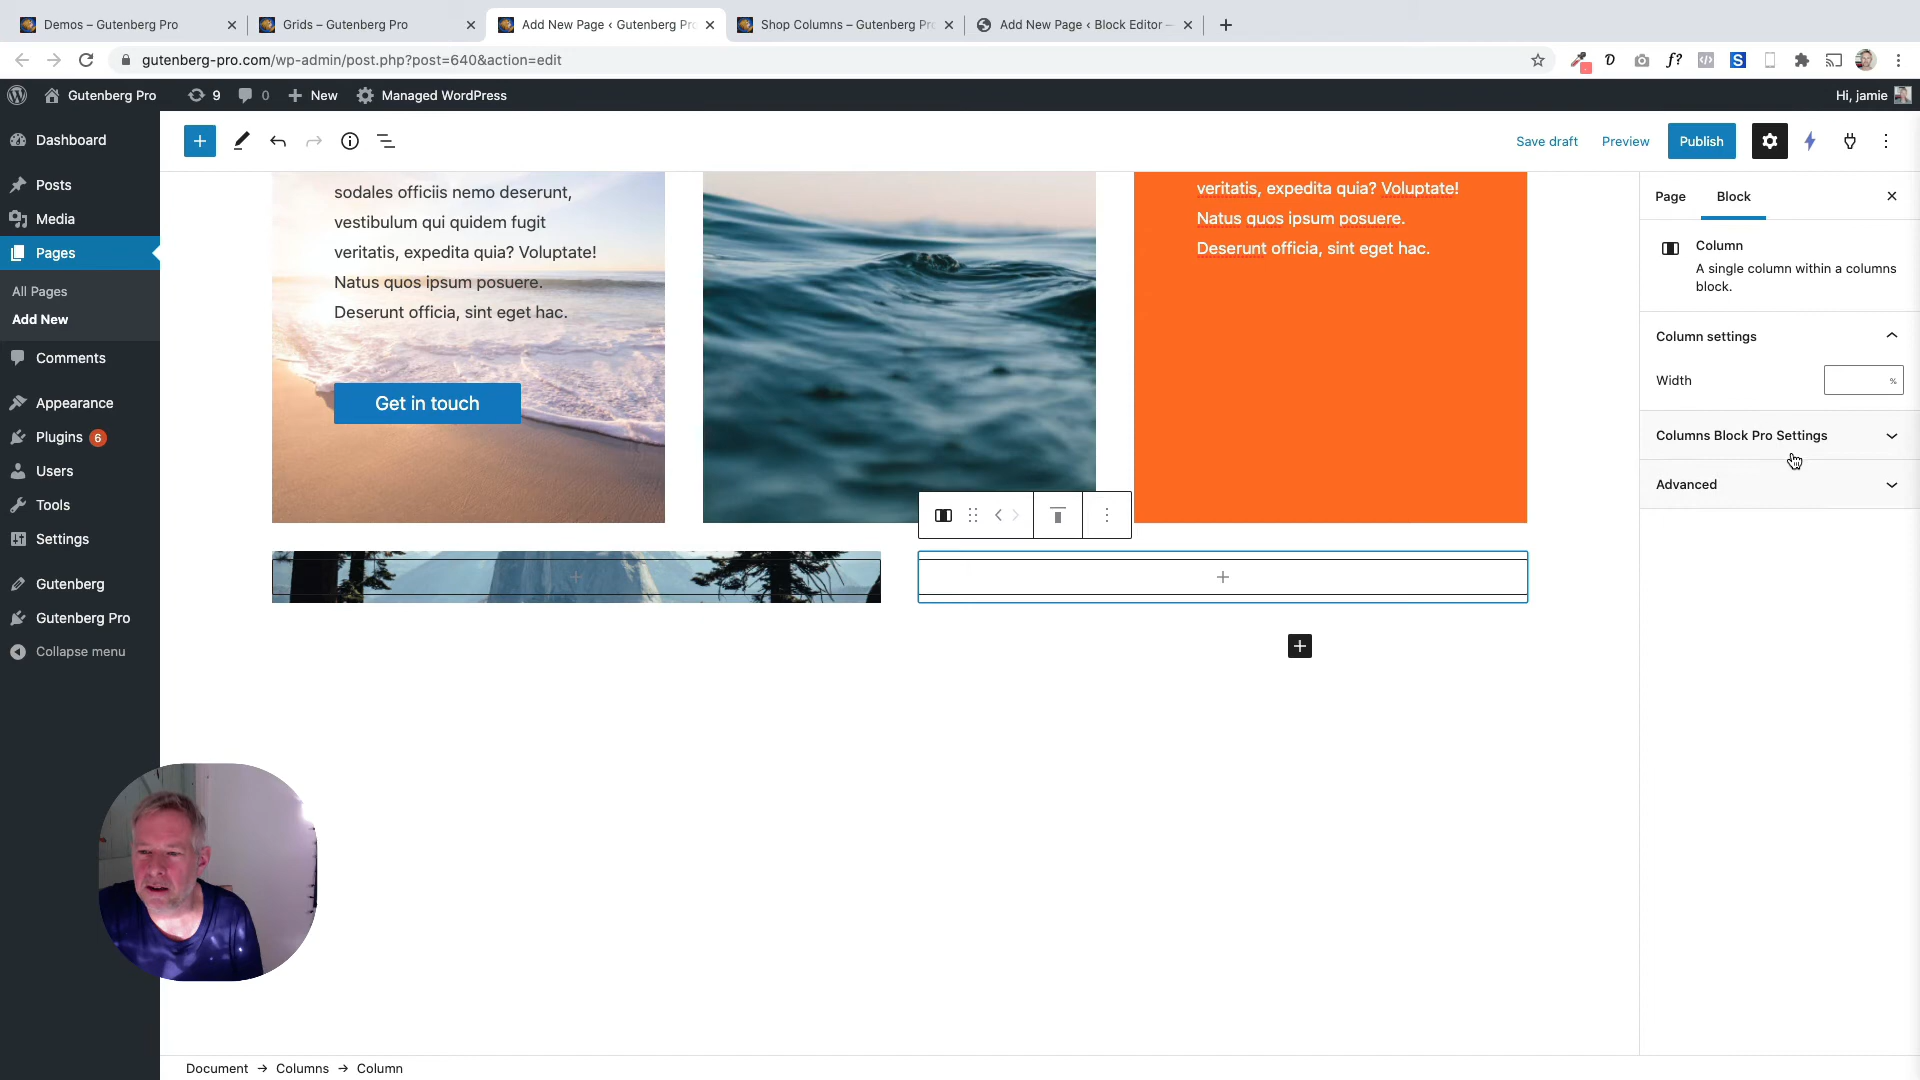 Demos – Gutenberg Pro
Grids – Gutenberg Pro
Add New Page ‹ Gutenberg Pro
Shop Columns – Gutenberg Pro
Add New Page ‹ Block Editor –
gutenberg-pro.com/wp-admin/post.php?post=640&action=edit
Gutenberg Pro
9
0
New
Managed WordPress
Hi, jamie
Dashboard
Posts
Media
Pages
All Pages
Add New
Comments
Appearance
Plugins 6
Users
Tools
Settings
Gutenberg
Gutenberg Pro
Collapse menu
Save draft
Preview
Publish
sodales officiis nemo deserunt,
vestibulum qui quidem fugit
veritatis, expedita quia? Voluptate!
Natus quos ipsum posuere.
Deserunt officia, sint eget hac.
Get in touch
veritatis, expedita quia? Voluptate!
Natus quos ipsum posuere.
Deserunt officia, sint eget hac.
Page
Block
Column
A single column within a columns
block.
Column settings
Width
%
Columns Block Pro Settings
Advanced
Document → Columns → Column